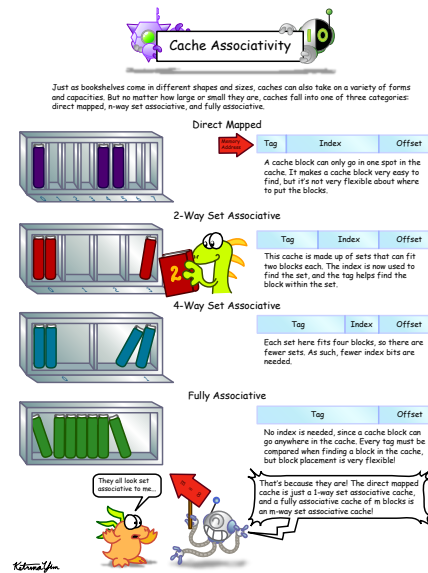 Cache Associativity
10
Just as bookshelves come in different shapes and sizes, caches can also take on a variety of forms
and capacities. But no matter how large or small they are, caches fall into one of three categories:
direct mapped, n-way set associative, and fully associative.
Direct Mapped
Memory
Address
Tag Index Offset
A cache block can only go in one spot in the
cache. It makes a cache block very easy to
find, but it's not very flexible about where
to put the blocks.
2-Way Set Associative
2
Tag Index Offset
This cache is made up of sets that can fit
two blocks each. The index is now used to
find the set, and the tag helps find the
block within the set.
4-Way Set Associative
Tag Index Offset
Each set here fits four blocks, so there are
fewer sets. As such, fewer index bits are
needed.
Fully Associative
Tag Offset
No index is needed, since a cache block can
go anywhere in the cache. Every tag must be
compared when finding a block in the cache,
but block placement is very flexible!
They all look set
associative to me...
That's because they are! The direct mapped
cache is just a 1-way set associative cache,
and a fully associative cache of m blocks is
an m-way set associative cache!
Katrina Yim